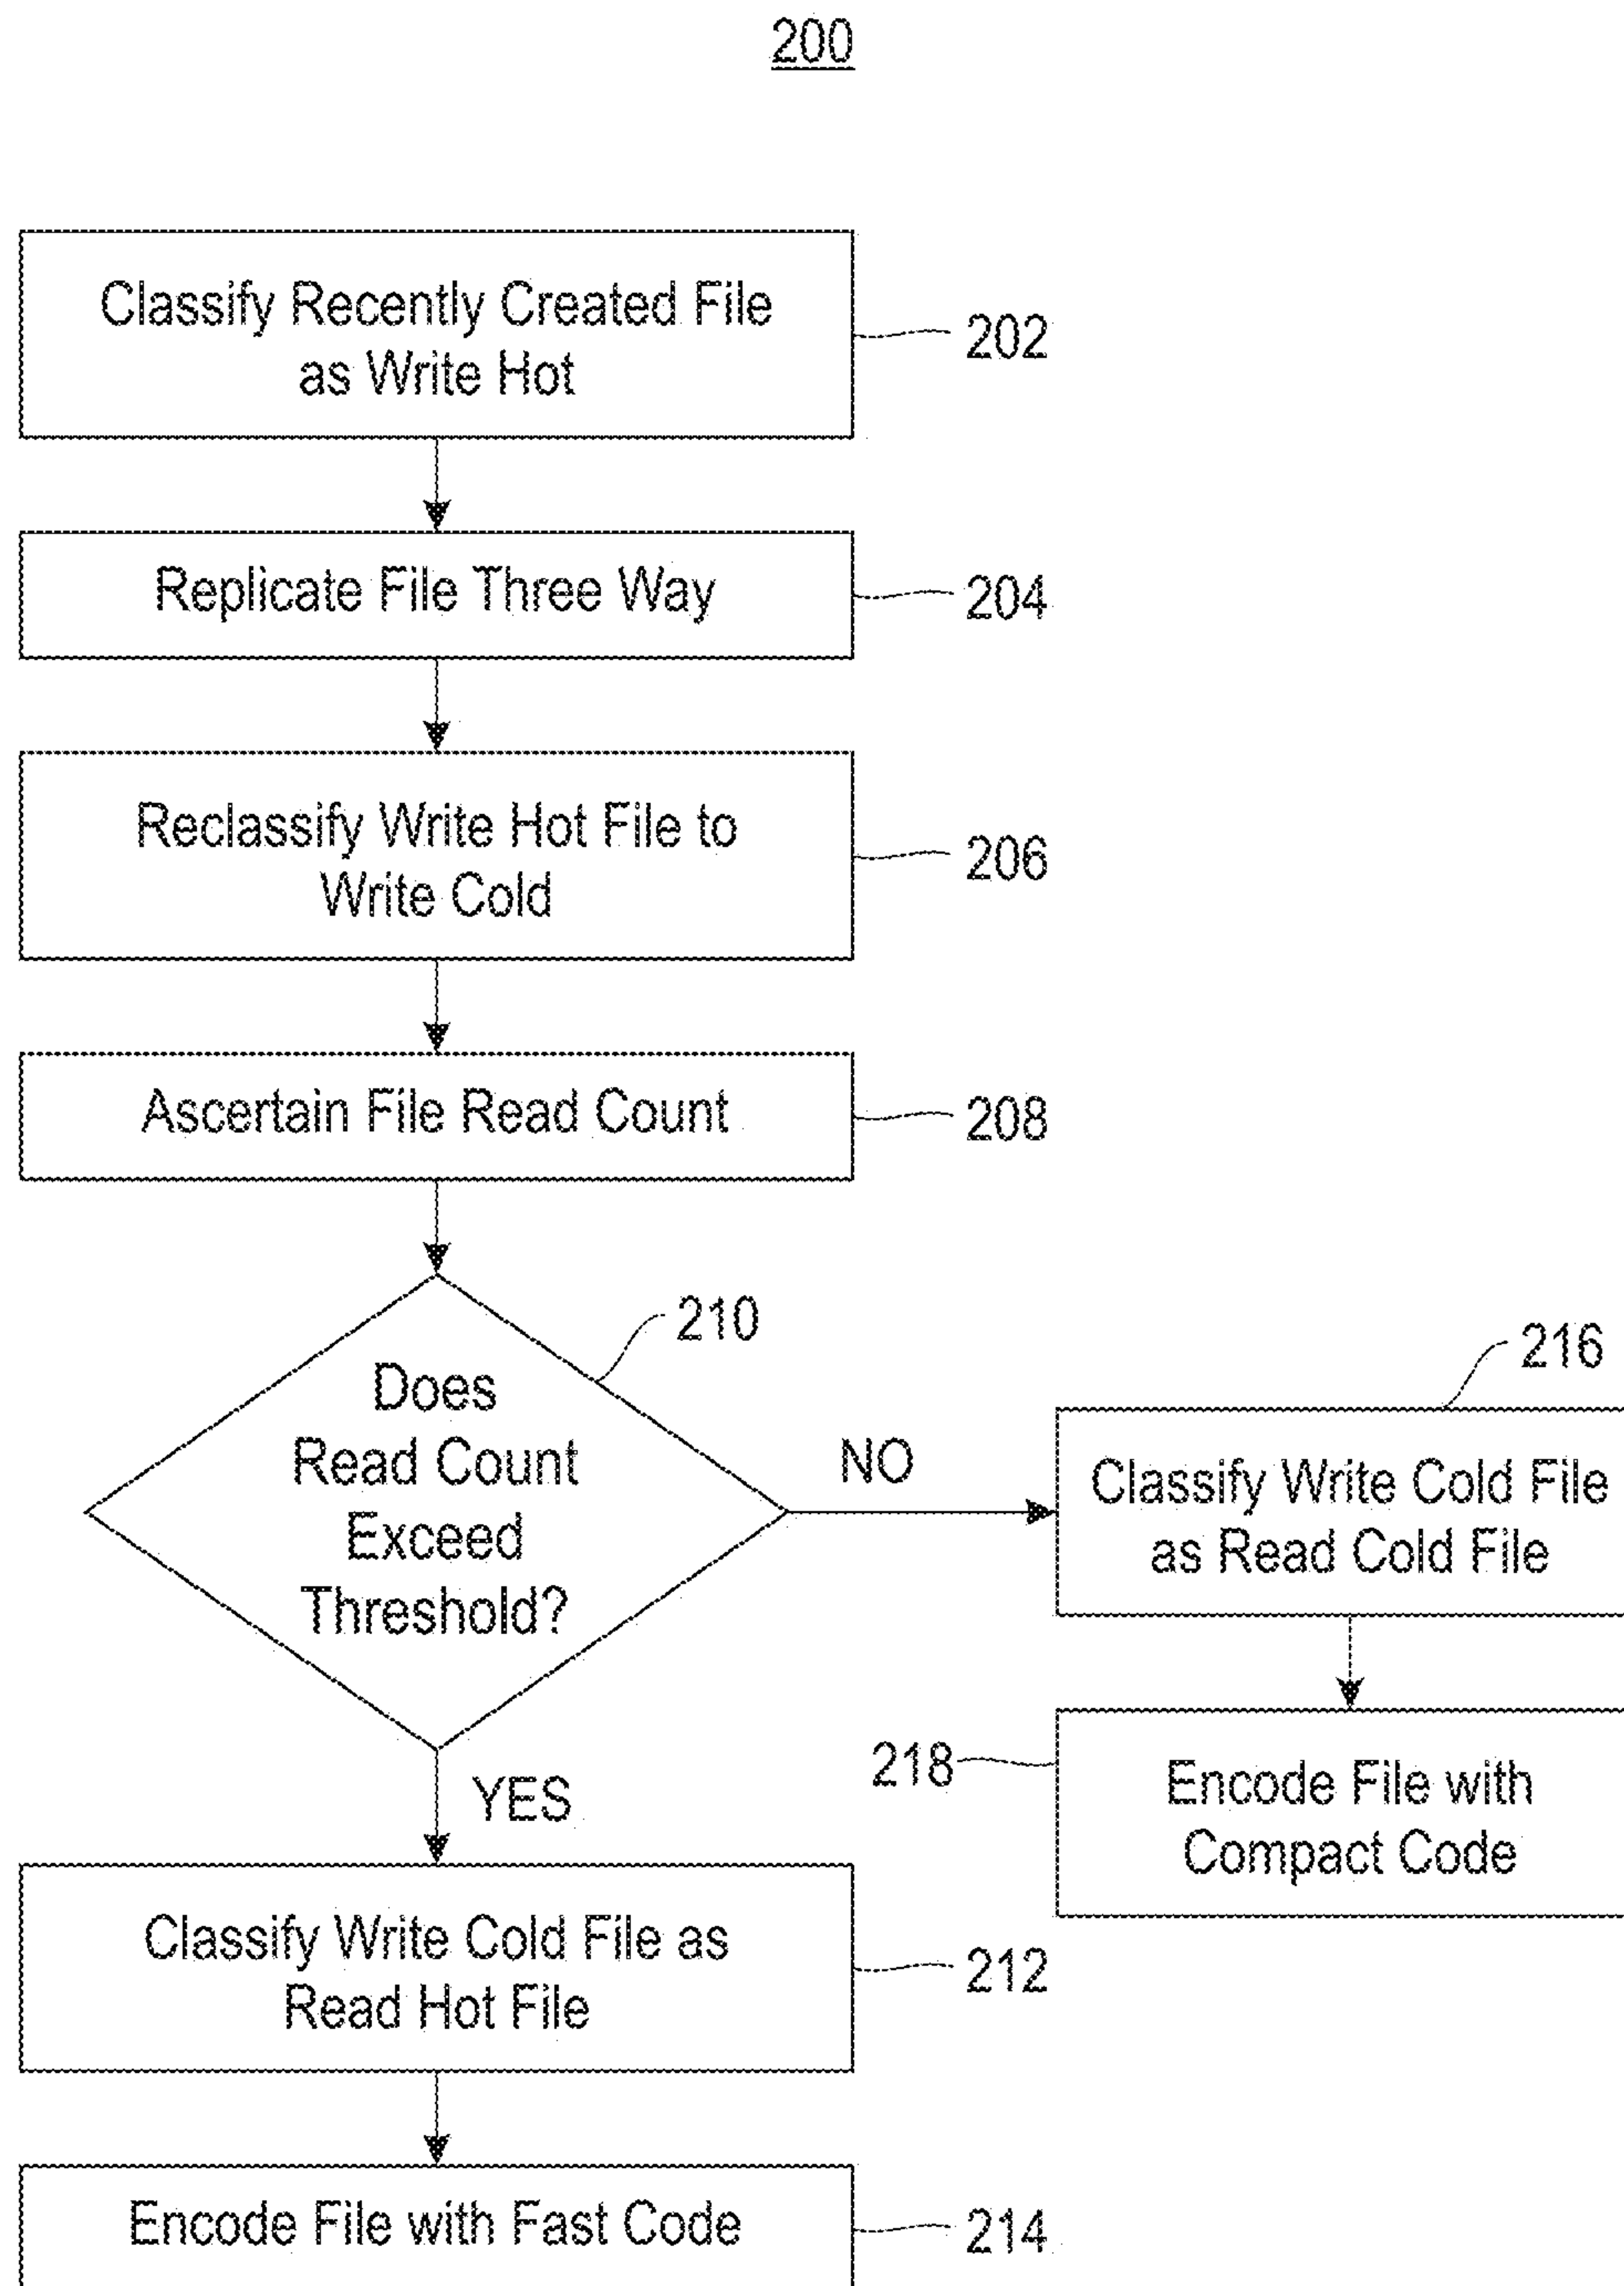 200
Classify Recently Created File
as Write Hot
202
Replicate File Three Way
204
Reclassify Write Hot File to
Write Cold
206
Ascertain File Read Count
208
210
Does
Read Count
Exceed
Threshold?
NO
216
Classify Write Cold File
as Read Cold File
218
Encode File with
Compact Code
YES
Classify Write Cold File as
Read Hot File
212
Encode File with Fast Code
214